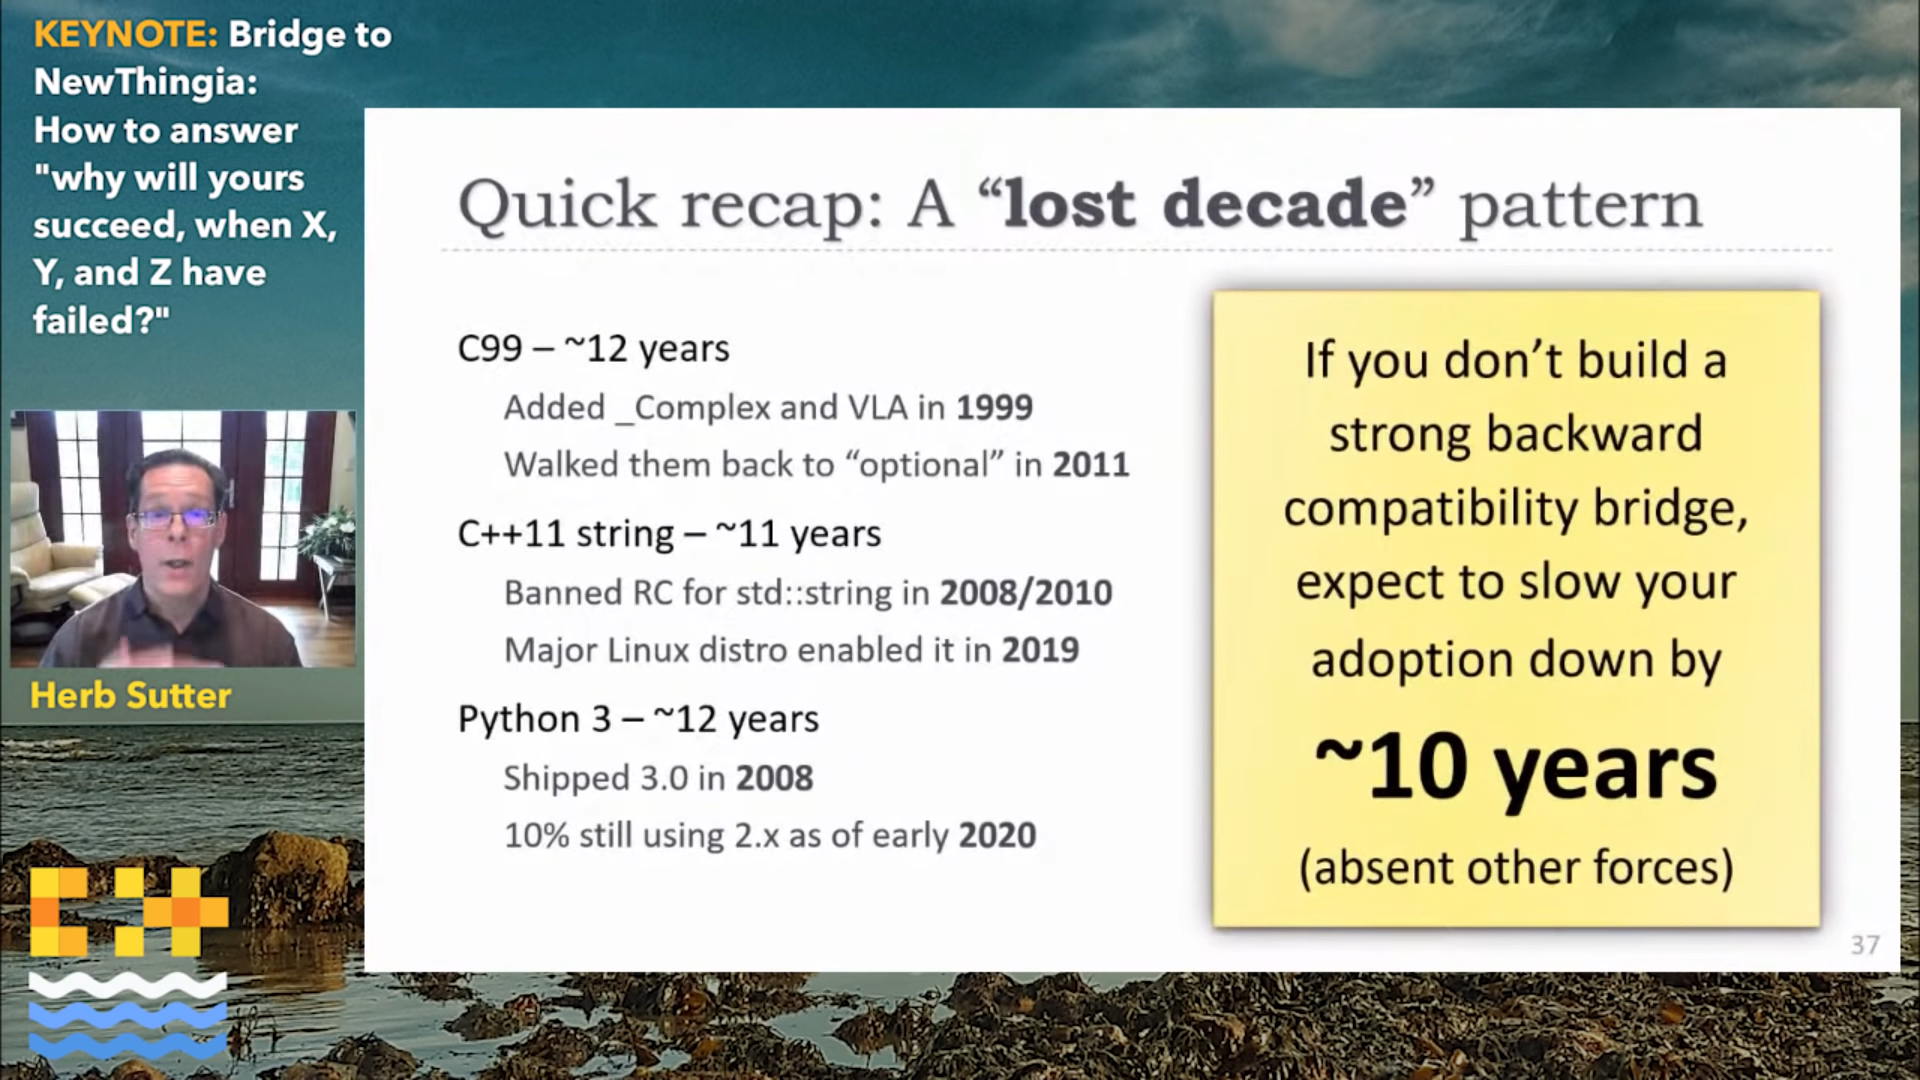 KEYNOTE: Bridge to
NewThingia:
How to answer
"why will yours
succeed, when X,
Y, and Z have
failed?"
Herb Sutter
Quick recap: A “lost decade” pattern
C99 – ~12 years
Added _Complex and VLA in 1999
Walked them back to “optional” in 2011
C++11 string – ~11 years
Banned RC for std::string in 2008/2010
Major Linux distro enabled it in 2019
Python 3 – ~12 years
Shipped 3.0 in 2008
10% still using 2.x as of early 2020
If you don’t build a
strong backward
compatibility bridge,
expect to slow your
adoption down by
~10 years
(absent other forces)
37